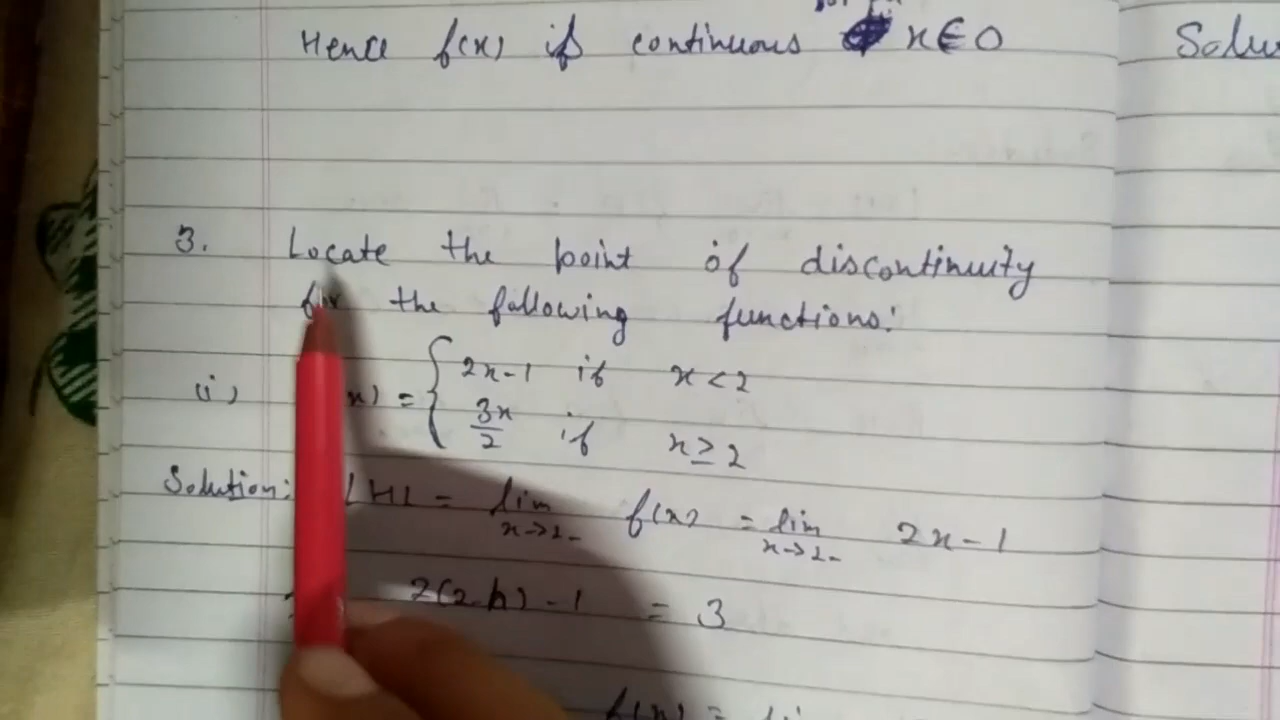 Hence f(x) is continuous x∈0
Solu
3. Locate the point of discontinuity
for the following functions:
(i) x) = { 2x-1 if x < 2
3x/2 if x ≥ 2
Solution: LHL = lim x→2- f(x) = lim x→2- 2x-1
2(2-h) - 1 = 3
f(x) =